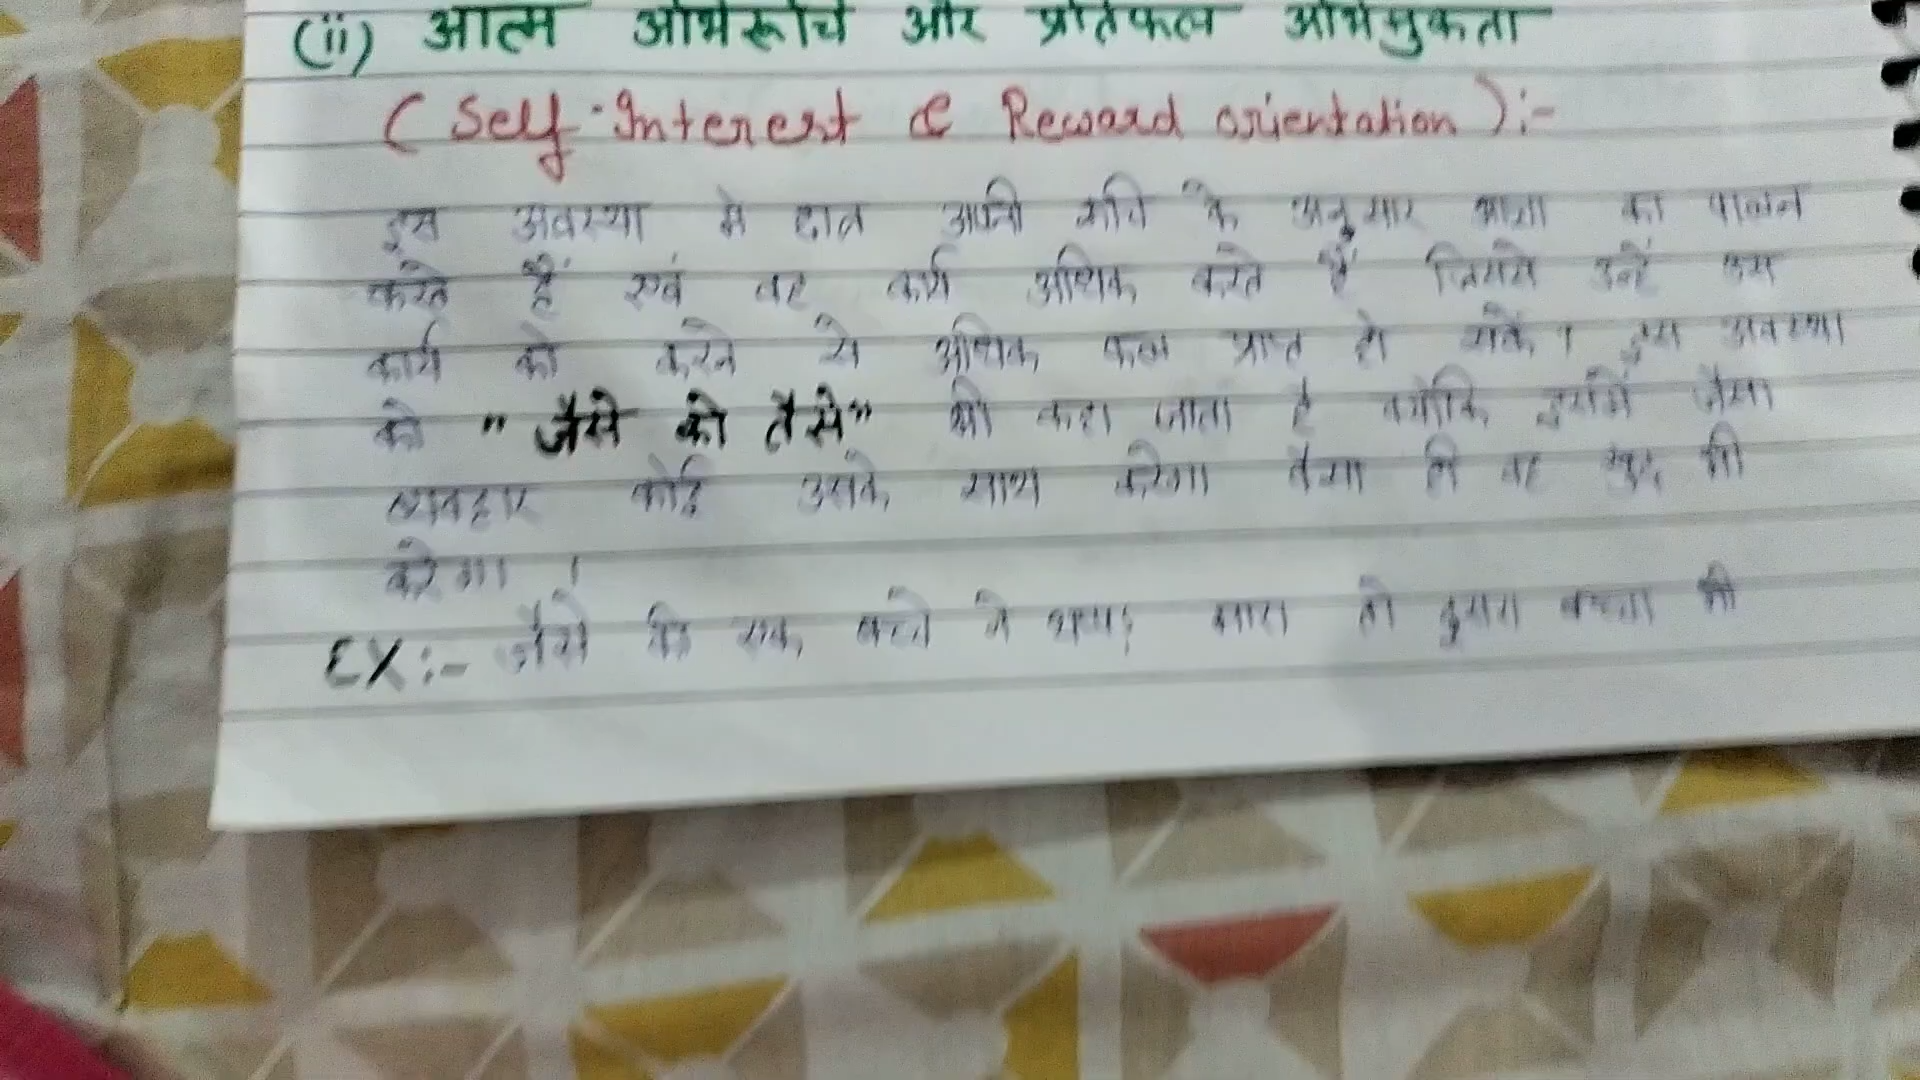 (ii) आत्म अभिरूचि और प्रतिफल अभिमुकता
( Self-Interest & Reward orientation ):-
इस अवस्था मे छात्र अपनी रूचि के अनुसार आज्ञा का पालन
करते हैं एवं वह कार्य अधिक करते हैं जिससे उन्हें उस
कार्य को करने से अधिक फल प्राप्त हो सकें । इस अवस्था
को "जैसे को तैसे" भी कहा जाता है क्योकि इसमें जैसा
व्यवहार कोई उसके साथ करेगा वैसा ही वह खुद भी
करेगा ।
EX:- जैसे कि एक बच्चे ने थप्पड़ मारा तो दुसरा बच्चा भी